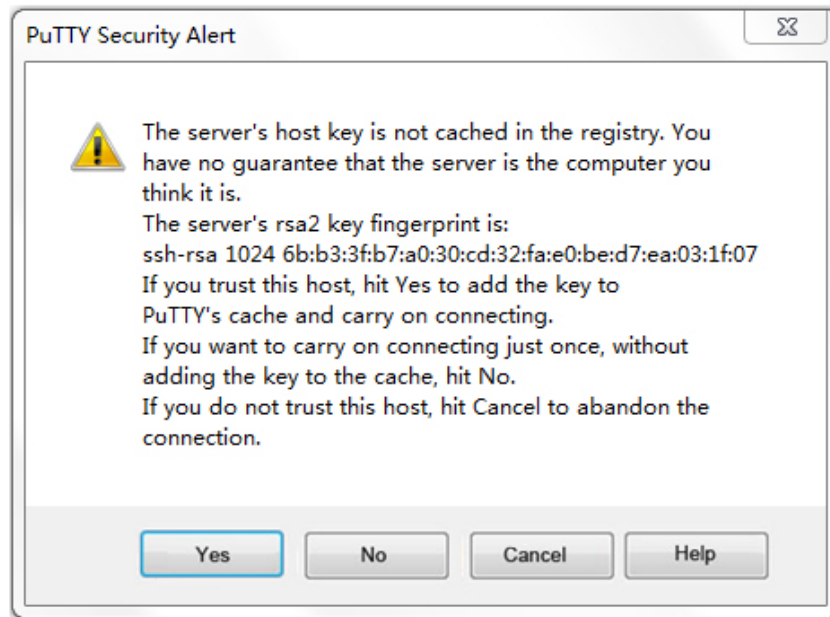 PuTTY Security Alert
The server's host key is not cached in the registry. You
have no guarantee that the server is the computer you
think it is.
The server's rsa2 key fingerprint is:
ssh-rsa 1024 6b:b3:3f:b7:a0:30:cd:32:fa:e0:be:d7:ea:03:1f:07
If you trust this host, hit Yes to add the key to
PuTTY's cache and carry on connecting.
If you want to carry on connecting just once, without
adding the key to the cache, hit No.
If you do not trust this host, hit Cancel to abandon the
connection.
Yes No Cancel Help